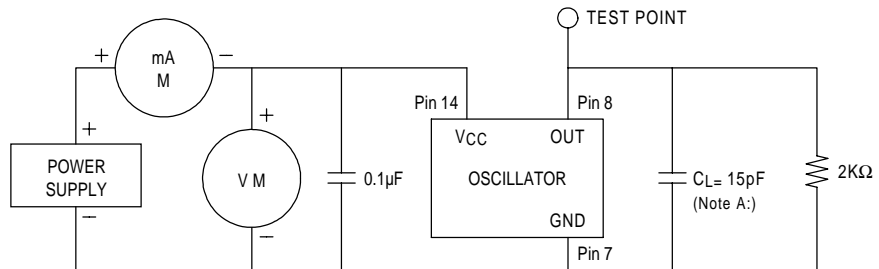 TEST POINT
+ mA M −
Pin 14
Pin 8
+
POWER SUPPLY
−
+
V M
−
0.1µF
VCC
OUT
OSCILLATOR
GND
Pin 7
CL= 15pF
(Note A:)
2KΩ